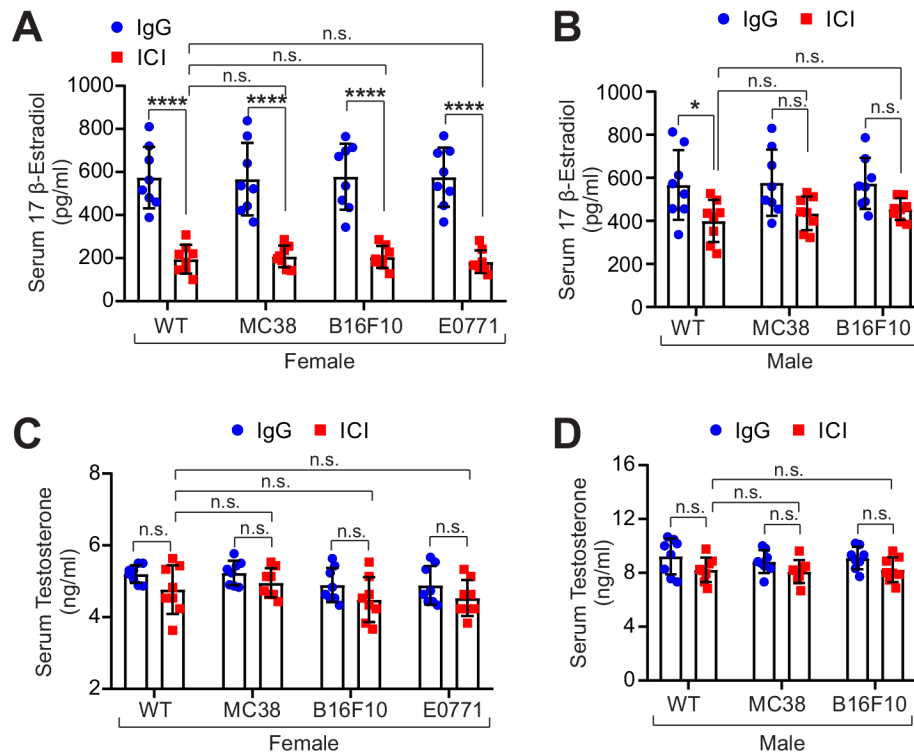 A
IgG
ICI
n.s.
n.s.
n.s.
**** **** **** ****
Serum 17 β-Estradiol
(pg/ml)
1000
800
600
400
200
0
WT MC38 B16F10 E0771
Female
B
IgG ICI
n.s.
n.s.
* n.s. n.s.
Serum 17 β-Estradiol
(pg/ml)
1000
800
600
400
200
0
WT MC38 B16F10
Male
C
IgG ICI
n.s.
n.s.
n.s.
n.s. n.s. n.s. n.s.
Serum Testosterone
(ng/ml)
8
6
4
2
WT MC38 B16F10 E0771
Female
D
IgG ICI
n.s.
n.s.
n.s. n.s. n.s.
Serum Testosterone
(ng/ml)
16
12
8
4
0
WT MC38 B16F10
Male